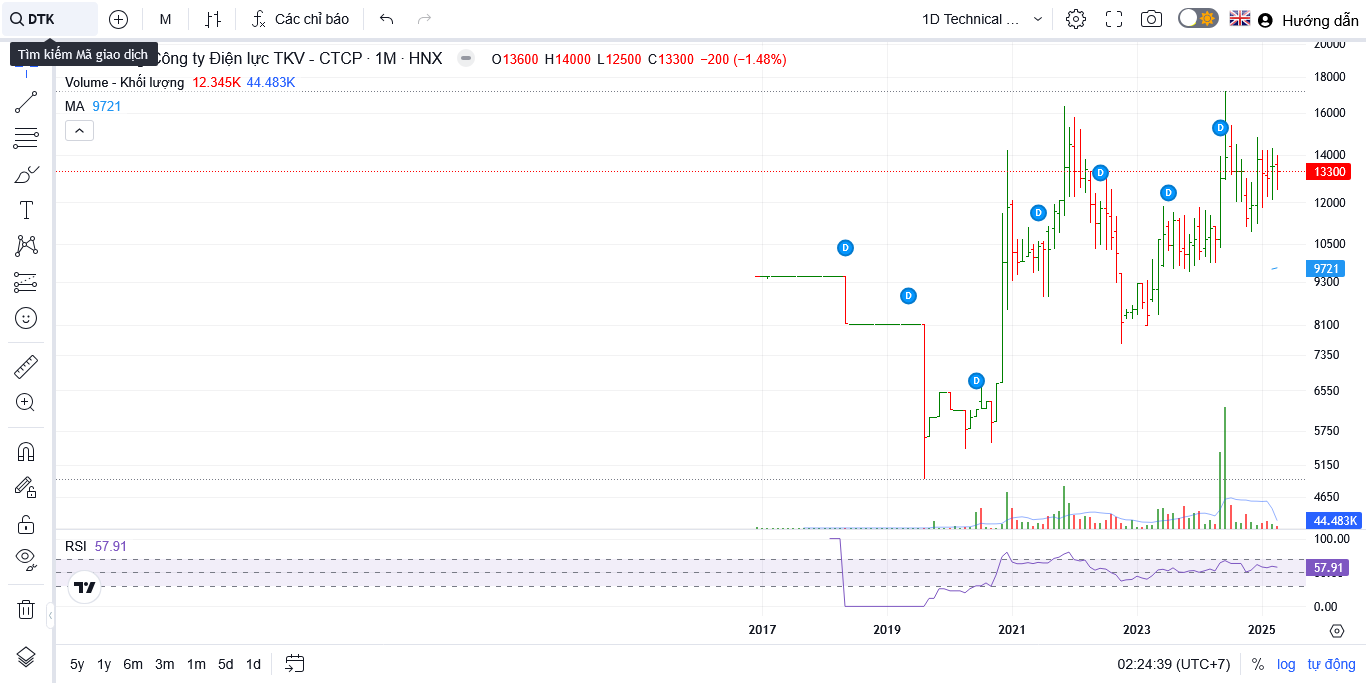 DTK
M
Các chỉ báo
1D Technical ...
Hướng dẫn
Tìm kiếm Mã giao dịch
Công ty Điện lực TKV - CTCP · 1M · HNX
O13600 H14000 L12500 C13300 −200 (−1.48%)
Volume - Khối lượng 12.345K 44.483K
MA 9721
20000
18000
16000
14000
13300
12000
10500
9721
9300
8100
7350
6550
5750
5150
4650
44.483K
D
D
D
D
D
D
D
RSI 57.91
100.00
57.91
0.00
2017 2019 2021 2023 2025
5y 1y 6m 3m 1m 5d 1d
02:24:39 (UTC+7) % log tự động